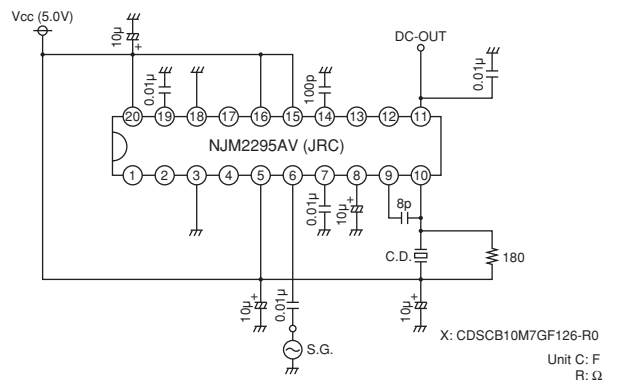 Vcc (5.0V)
10µ
+
DC-OUT
0.01µ
100p
0.01µ
20 19 18 17 16 15 14 13 12 11
NJM2295AV (JRC)
1 2 3 4 5 6 7 8 9 10
0.01µ
10µ
+
8p
C.D.
180
10µ
+
0.01µ
10µ
+
S.G.
X: CDSCB10M7GF126-R0
Unit C: F
R: Ω